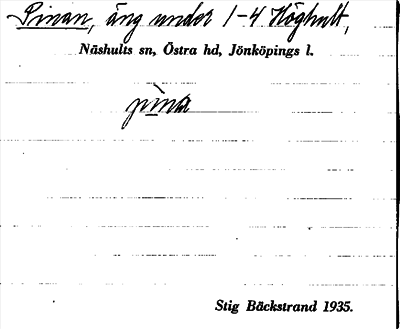 Pinan, äng under 1-4 Höghult,
Näshults sn, Östra hd, Jönköpings l.
pìna
Stig Bäckstrand 1935.